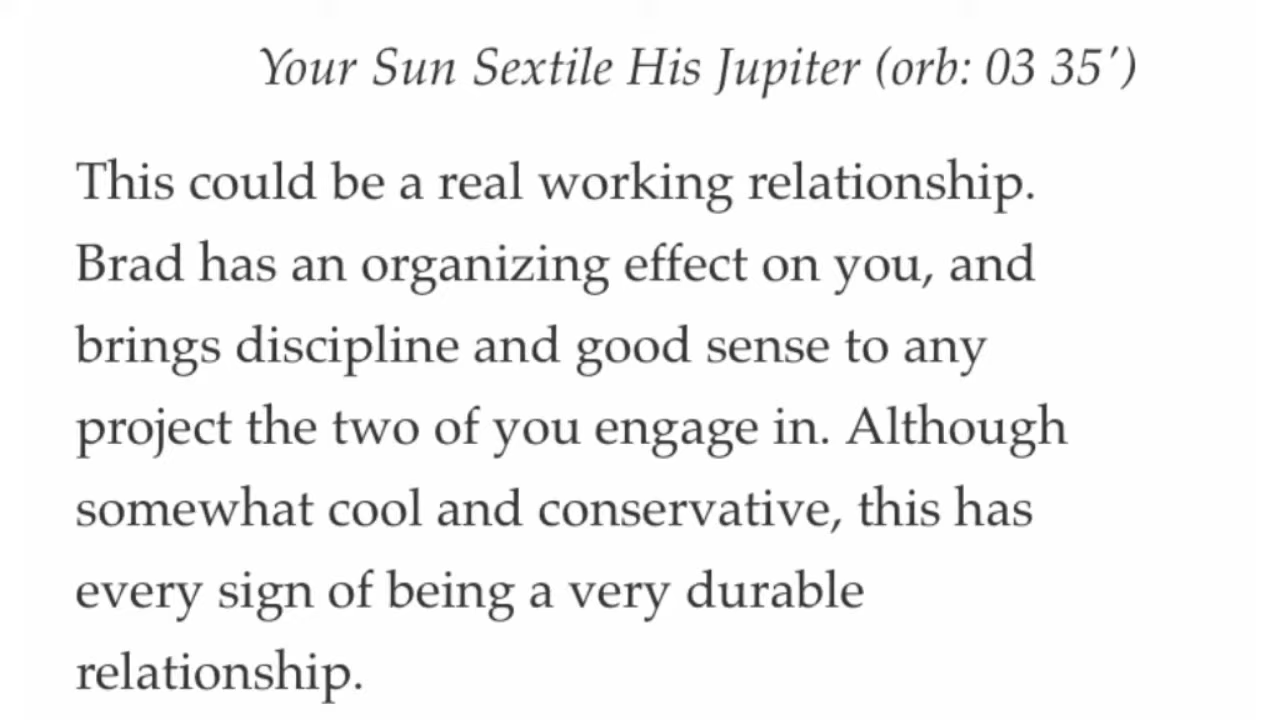 Your Sun Sextile His Jupiter (orb: 03 35′)
This could be a real working relationship.
Brad has an organizing effect on you, and
brings discipline and good sense to any
project the two of you engage in. Although
somewhat cool and conservative, this has
every sign of being a very durable
relationship.